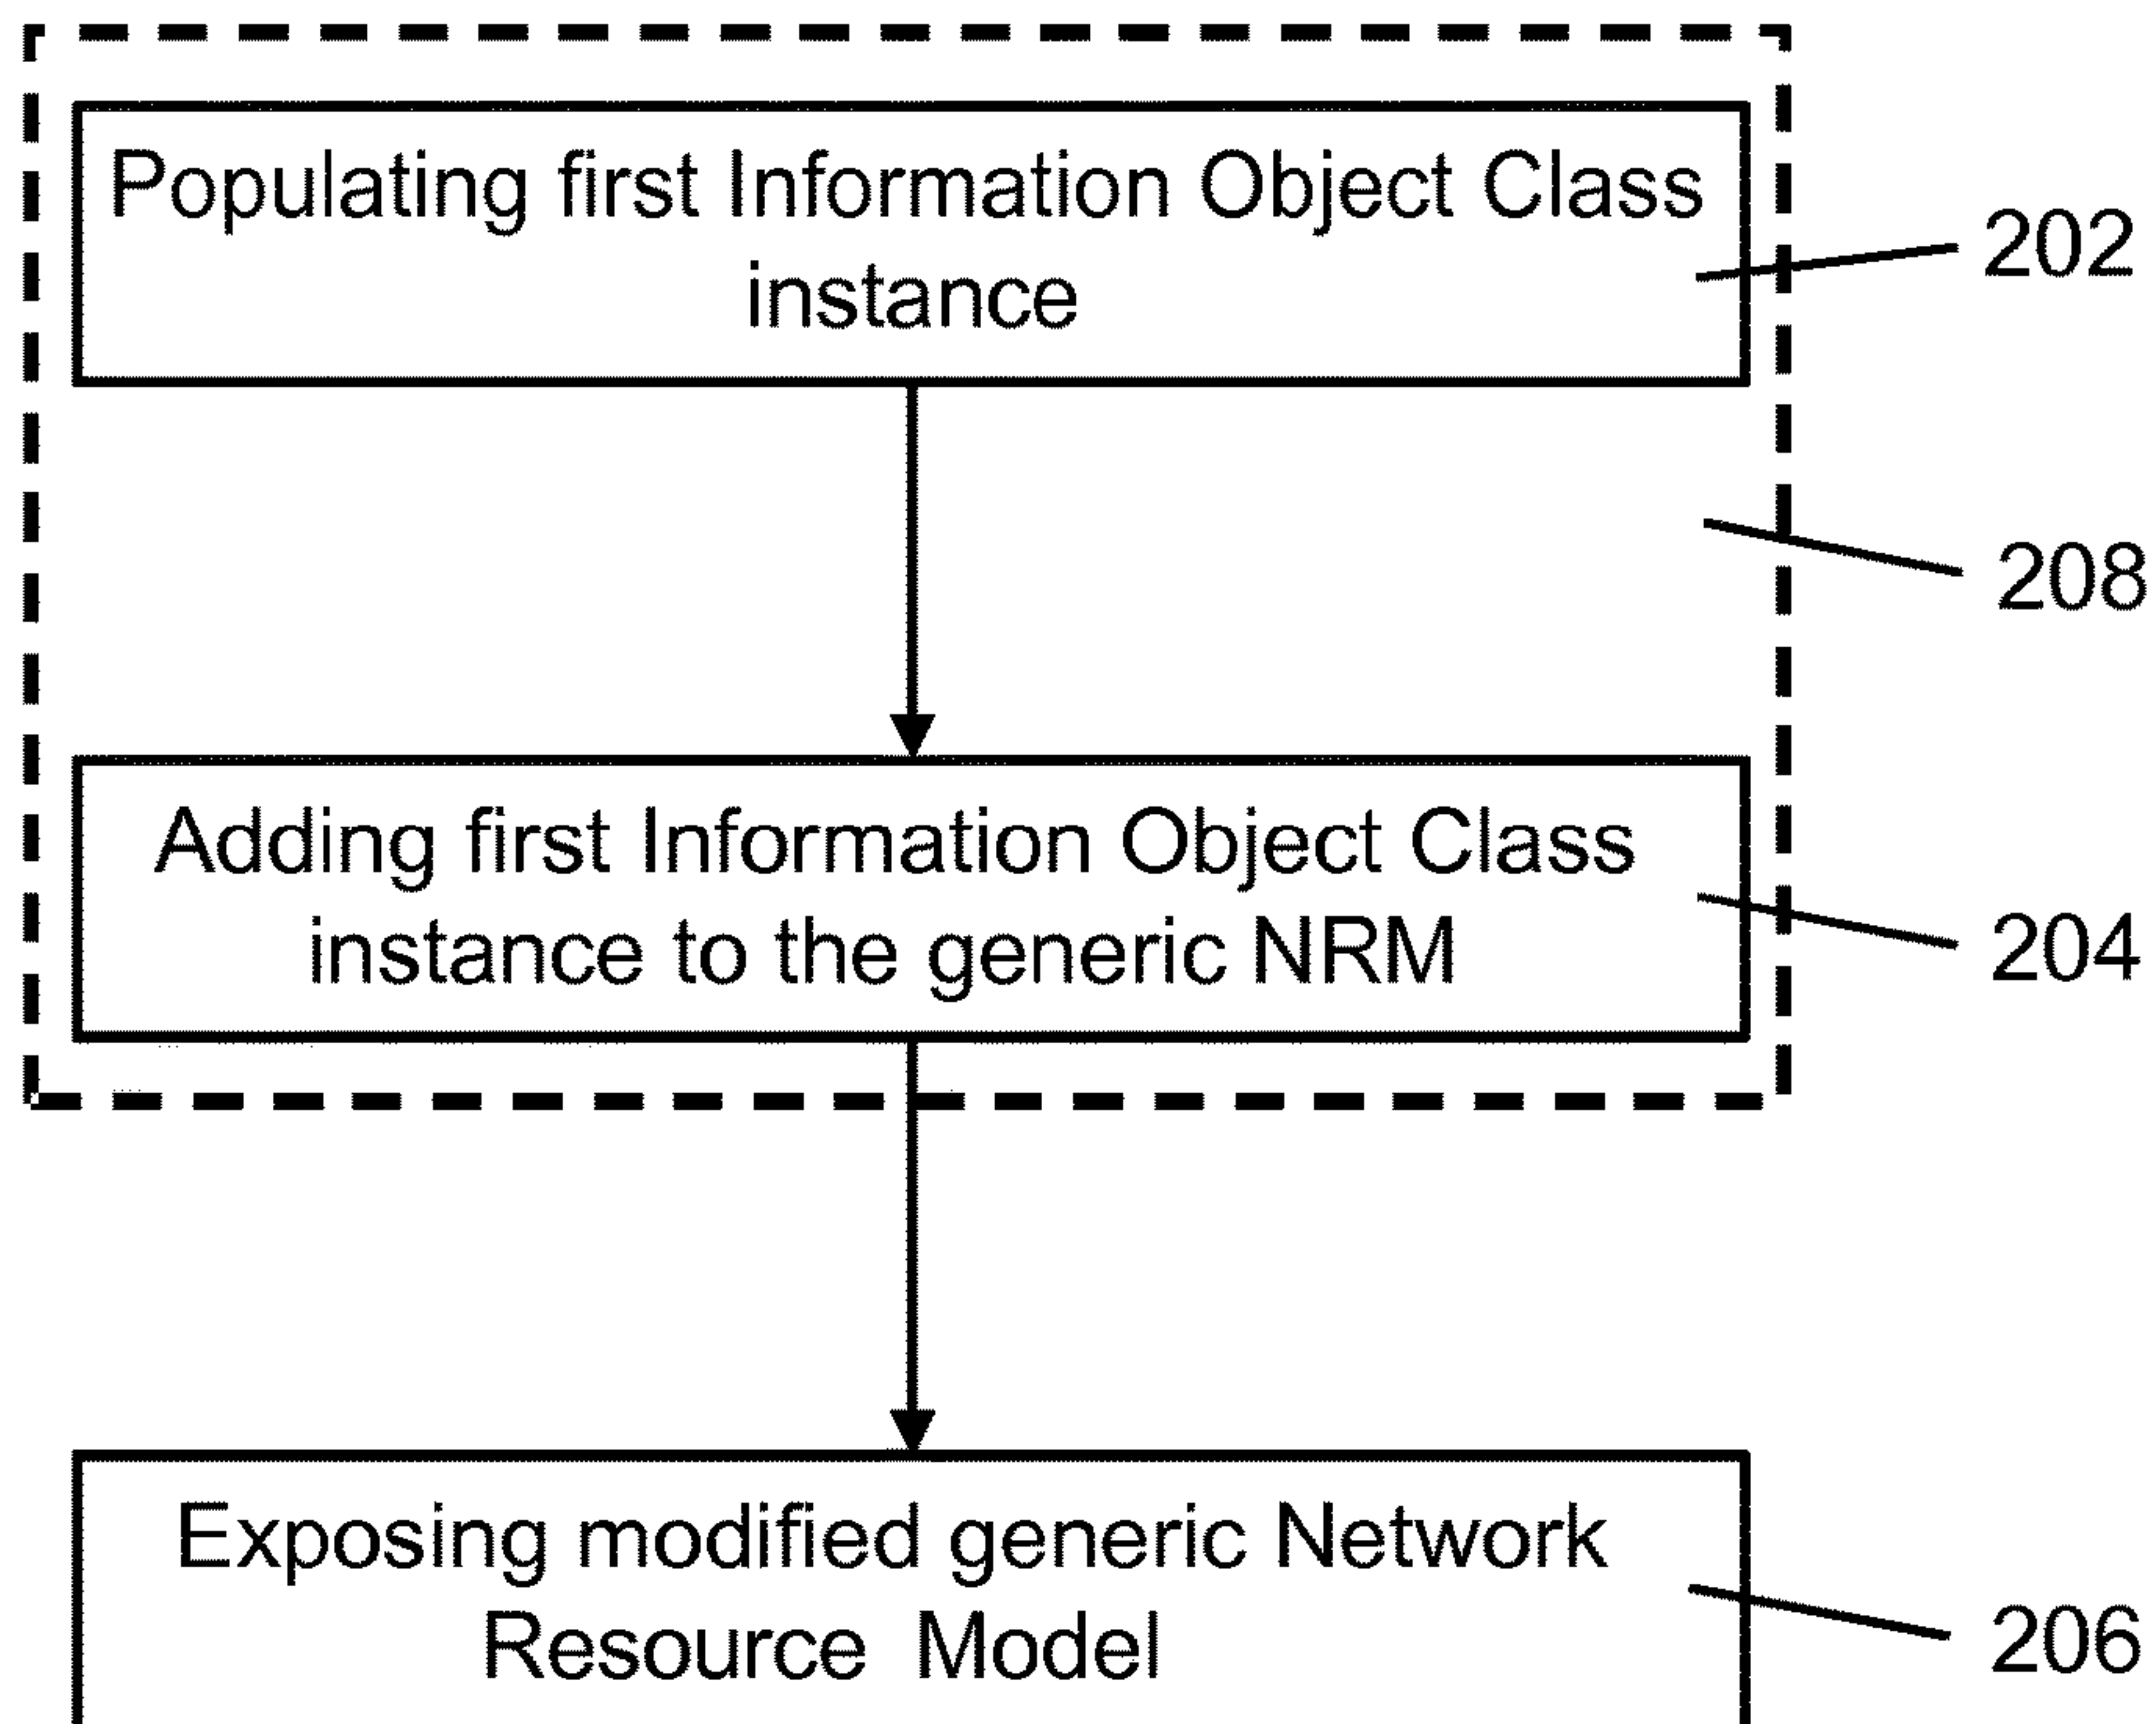 Populating first Information Object Class
instance
202
208
Adding first Information Object Class
instance to the generic NRM
204
Exposing modified generic Network
Resource Model
206